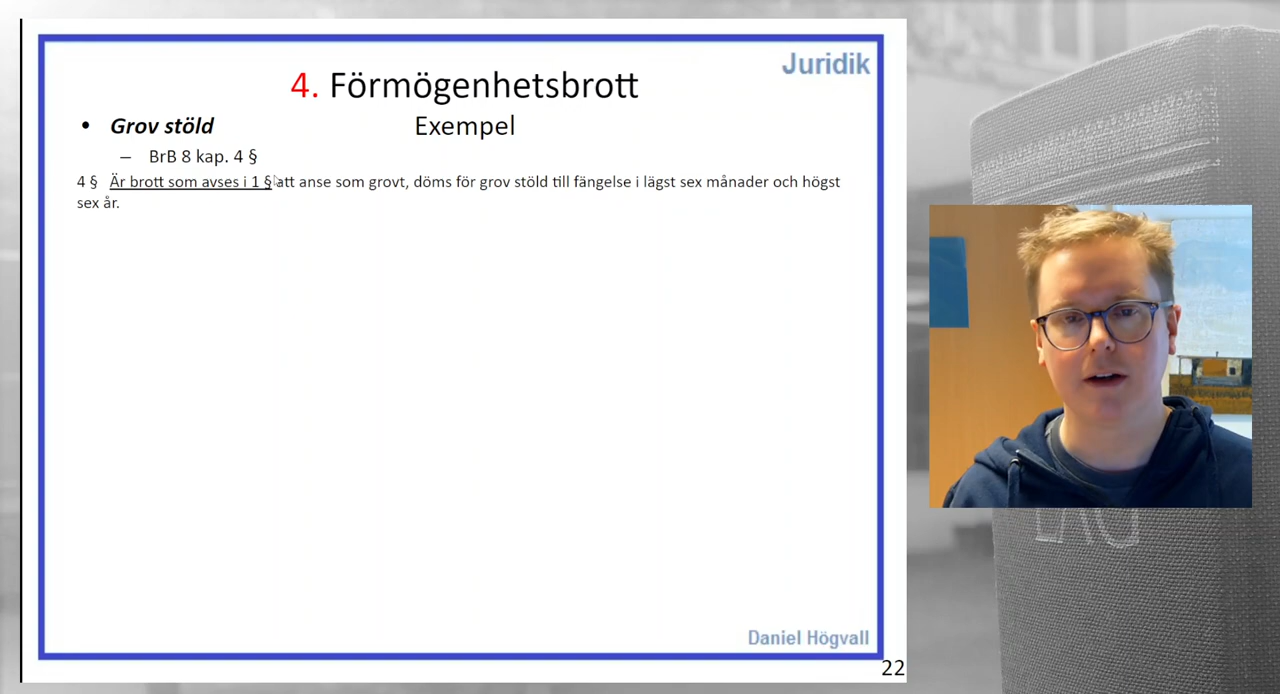 Juridik
4. Förmögenhetsbrott
• Grov stöld
Exempel
– BrB 8 kap. 4 §
4 § Är brott som avses i 1 § att anse som grovt, döms för grov stöld till fängelse i lägst sex månader och högst
sex år.
Daniel Högvall
22